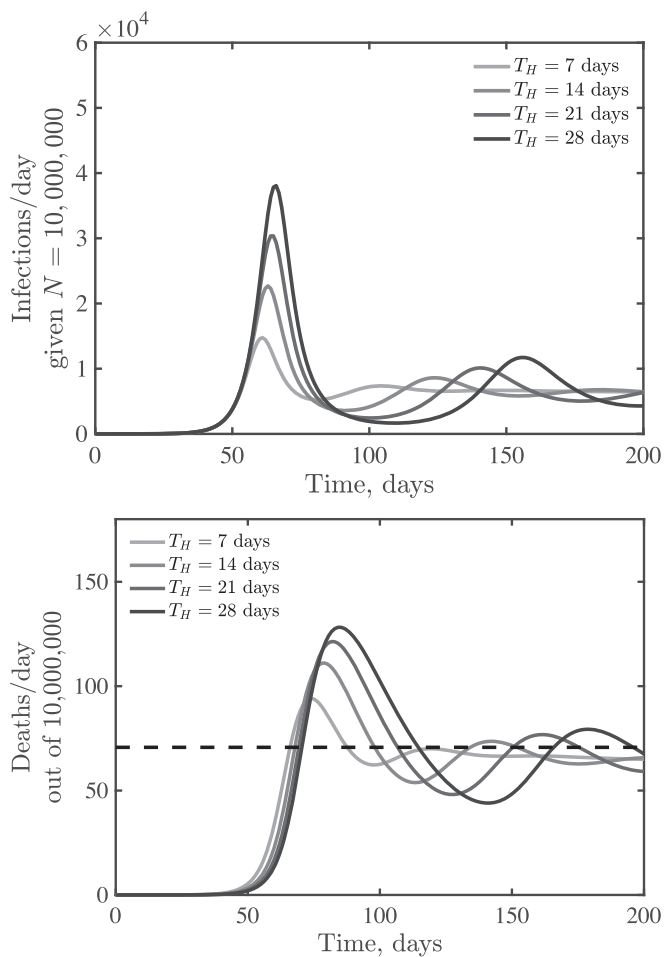 ×10⁴
6
5
4
3
2
1
0
Infections/day
given N = 10,000,000
T_H = 7 days
T_H = 14 days
T_H = 21 days
T_H = 28 days
0 50 100 150 200
Time, days
150
100
50
0
Deaths/day
out of 10,000,000
T_H = 7 days
T_H = 14 days
T_H = 21 days
T_H = 28 days
0 50 100 150 200
Time, days